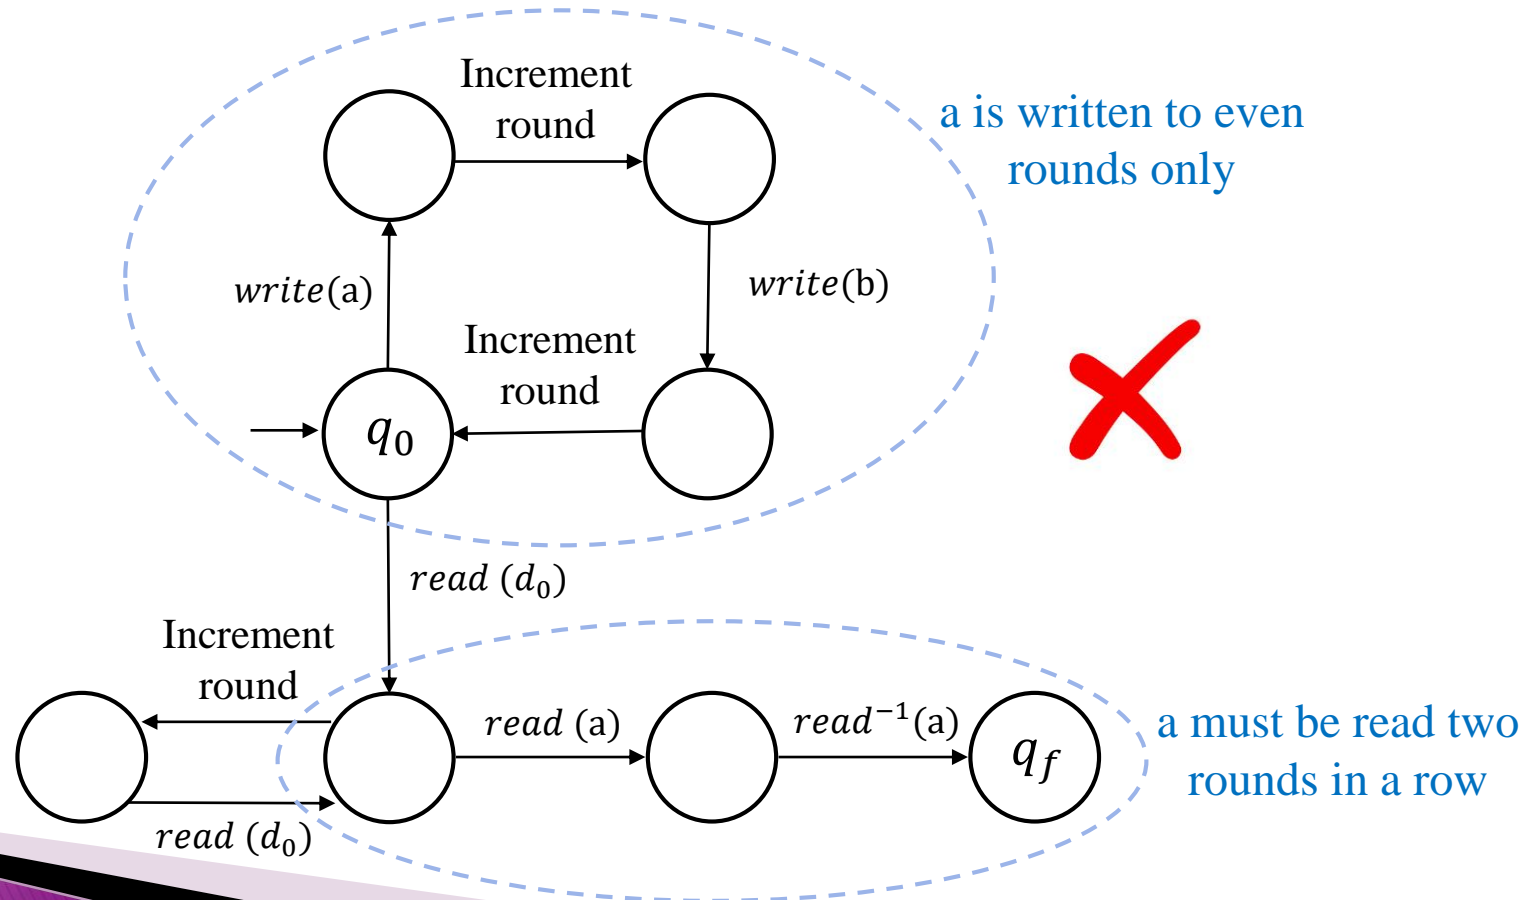 Increment
round
a is written to even
rounds only
write(a)
write(b)
Increment
round
q₀
read (d₀)
Increment
round
read (a)
read⁻¹(a)
q_f
a must be read two
rounds in a row
read (d₀)